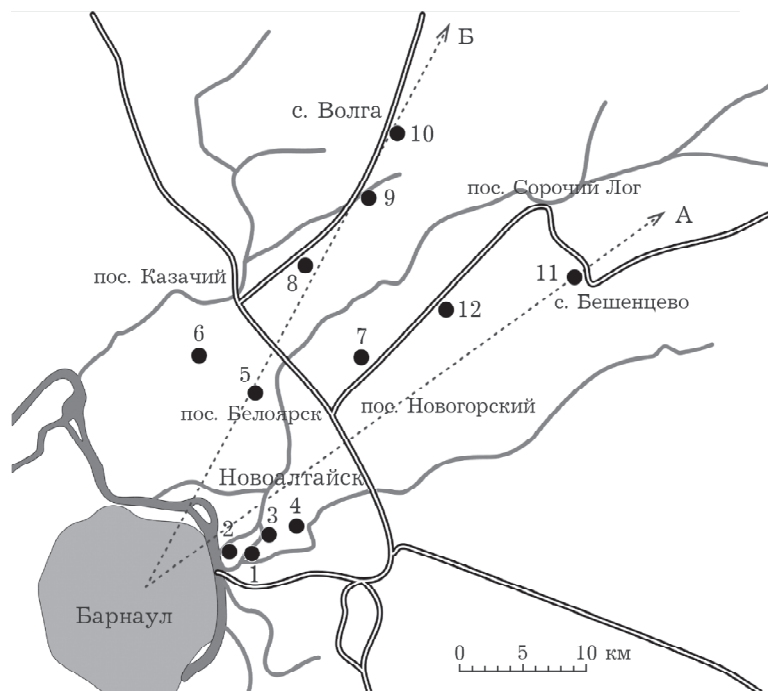 Б
с. Волга
10
пос. Сорочий Лог
9
А
пос. Казачий
8
11
с. Бешенцево
12
6
7
5
пос. Белоярск
пос. Новогорский
Новоалтайск
2
3
4
1
Барнаул
0 5 10 км